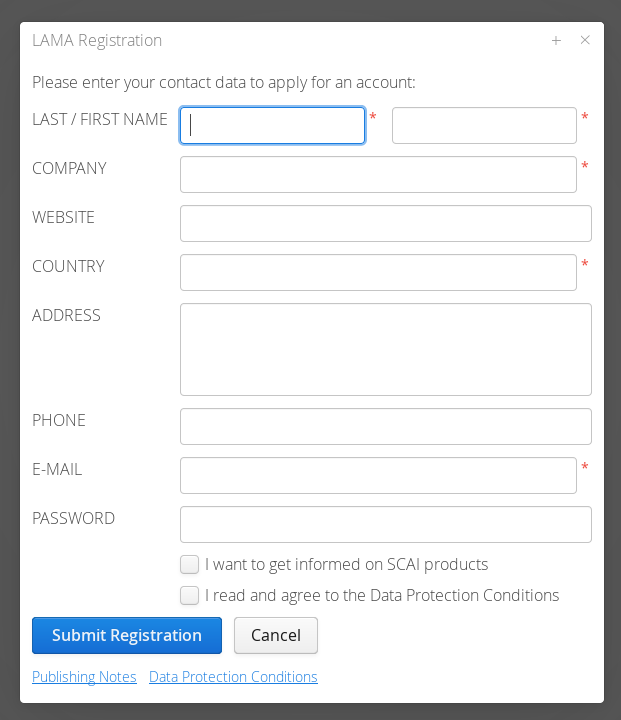 LAMA Registration + ×
Please enter your contact data to apply for an account:
LAST / FIRST NAME * *
COMPANY *
WEBSITE
COUNTRY *
ADDRESS
PHONE
E-MAIL *
PASSWORD
I want to get informed on SCAI products
I read and agree to the Data Protection Conditions
Submit Registration Cancel
Publishing Notes Data Protection Conditions